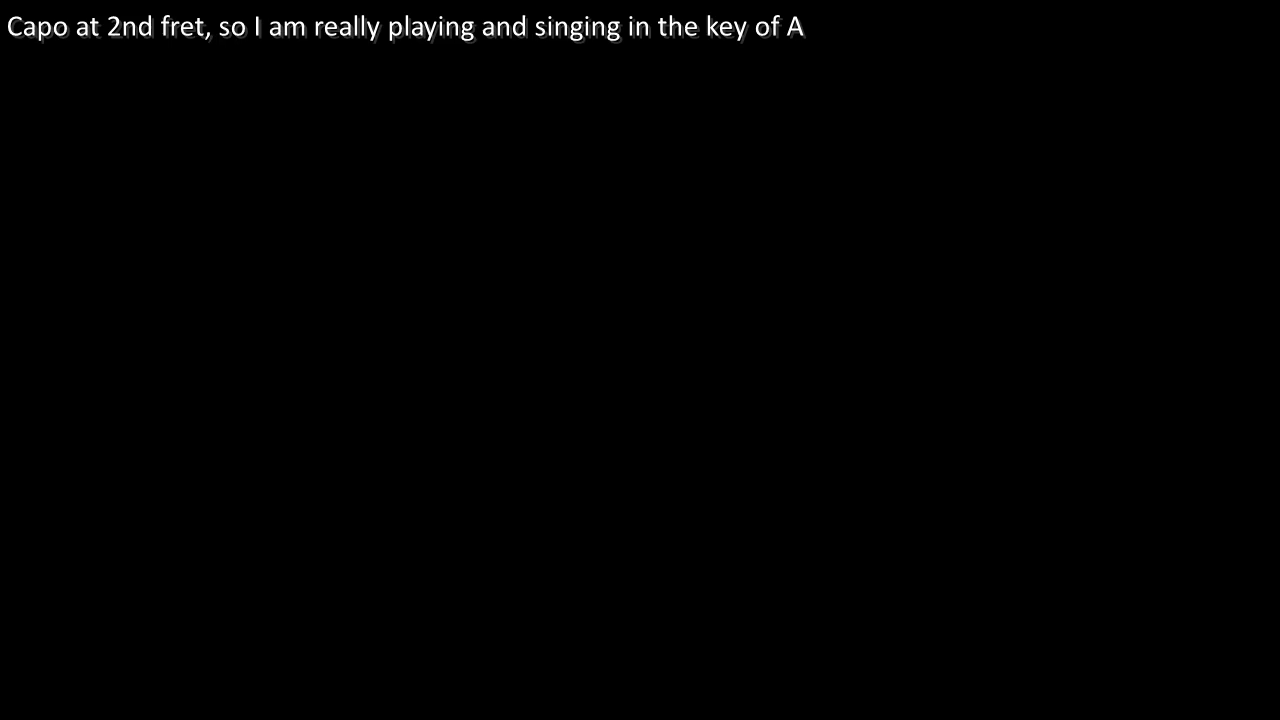 Capo at 2nd fret, so I am really playing and singing in the key of A